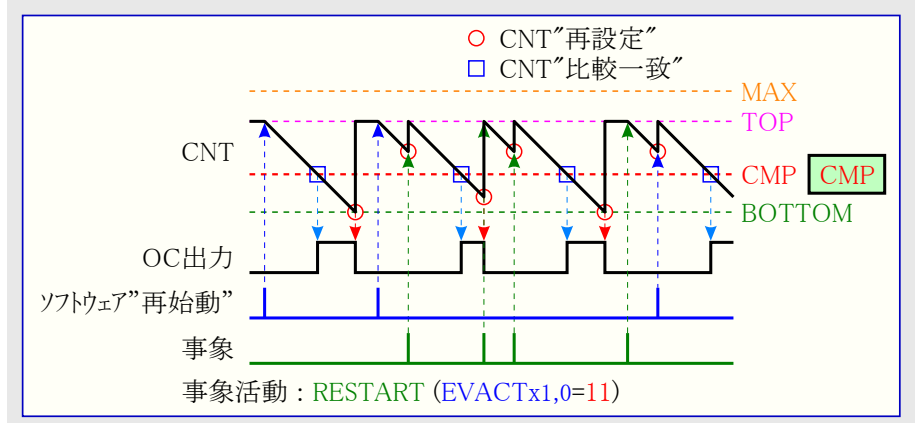 CNT"再設定"
CNT"比較一致"
MAX
TOP
CNT
CMP CMP
BOTTOM
OC出力
ソフトウェア"再始動"
事象
事象活動 : RESTART (EVACTx1,0=11)